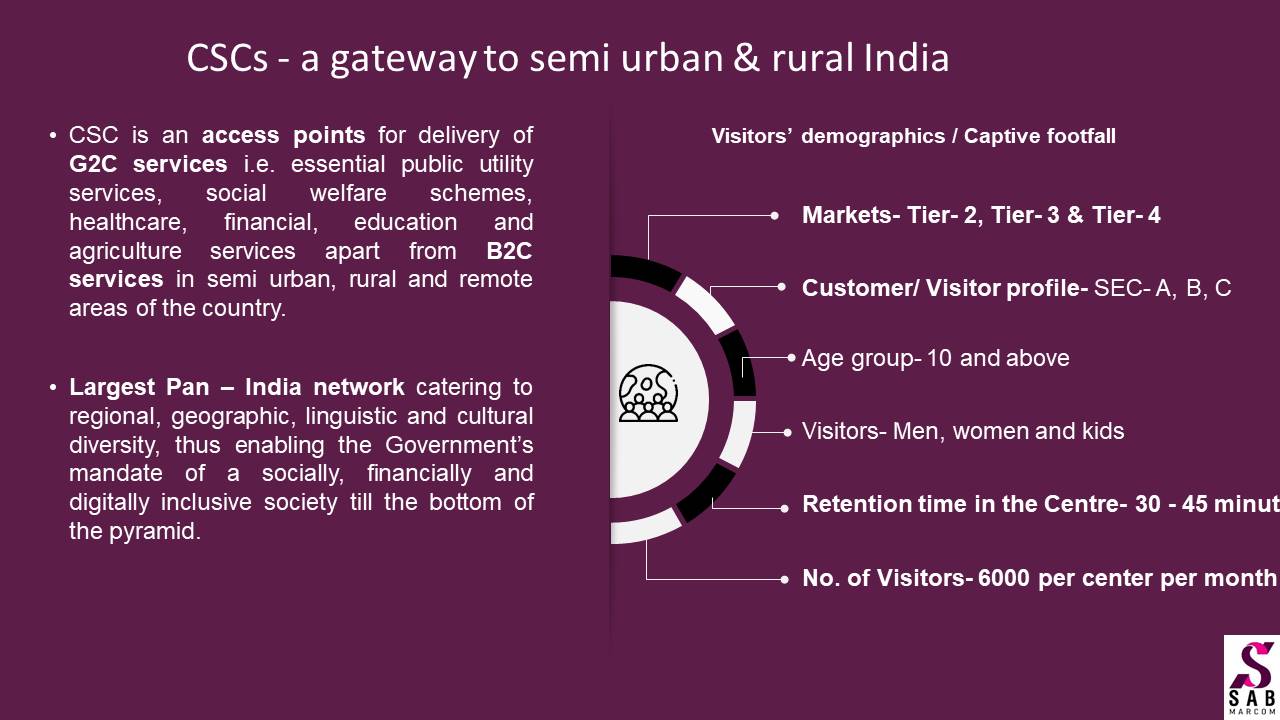 CSCs - a gateway to semi urban & rural India
• CSC is an access points for delivery of
G2C services i.e. essential public utility
services, social welfare schemes,
healthcare, financial, education and
agriculture services apart from B2C
services in semi urban, rural and remote
areas of the country.
• Largest Pan – India network catering to
regional, geographic, linguistic and cultural
diversity, thus enabling the Government’s
mandate of a socially, financially and
digitally inclusive society till the bottom of
the pyramid.
Visitors’ demographics / Captive footfall
Markets- Tier- 2, Tier- 3 & Tier- 4
Customer/ Visitor profile- SEC- A, B, C
Age group- 10 and above
Visitors- Men, women and kids
Retention time in the Centre- 30 - 45 minut
No. of Visitors- 6000 per center per month
SAB
MARCOM